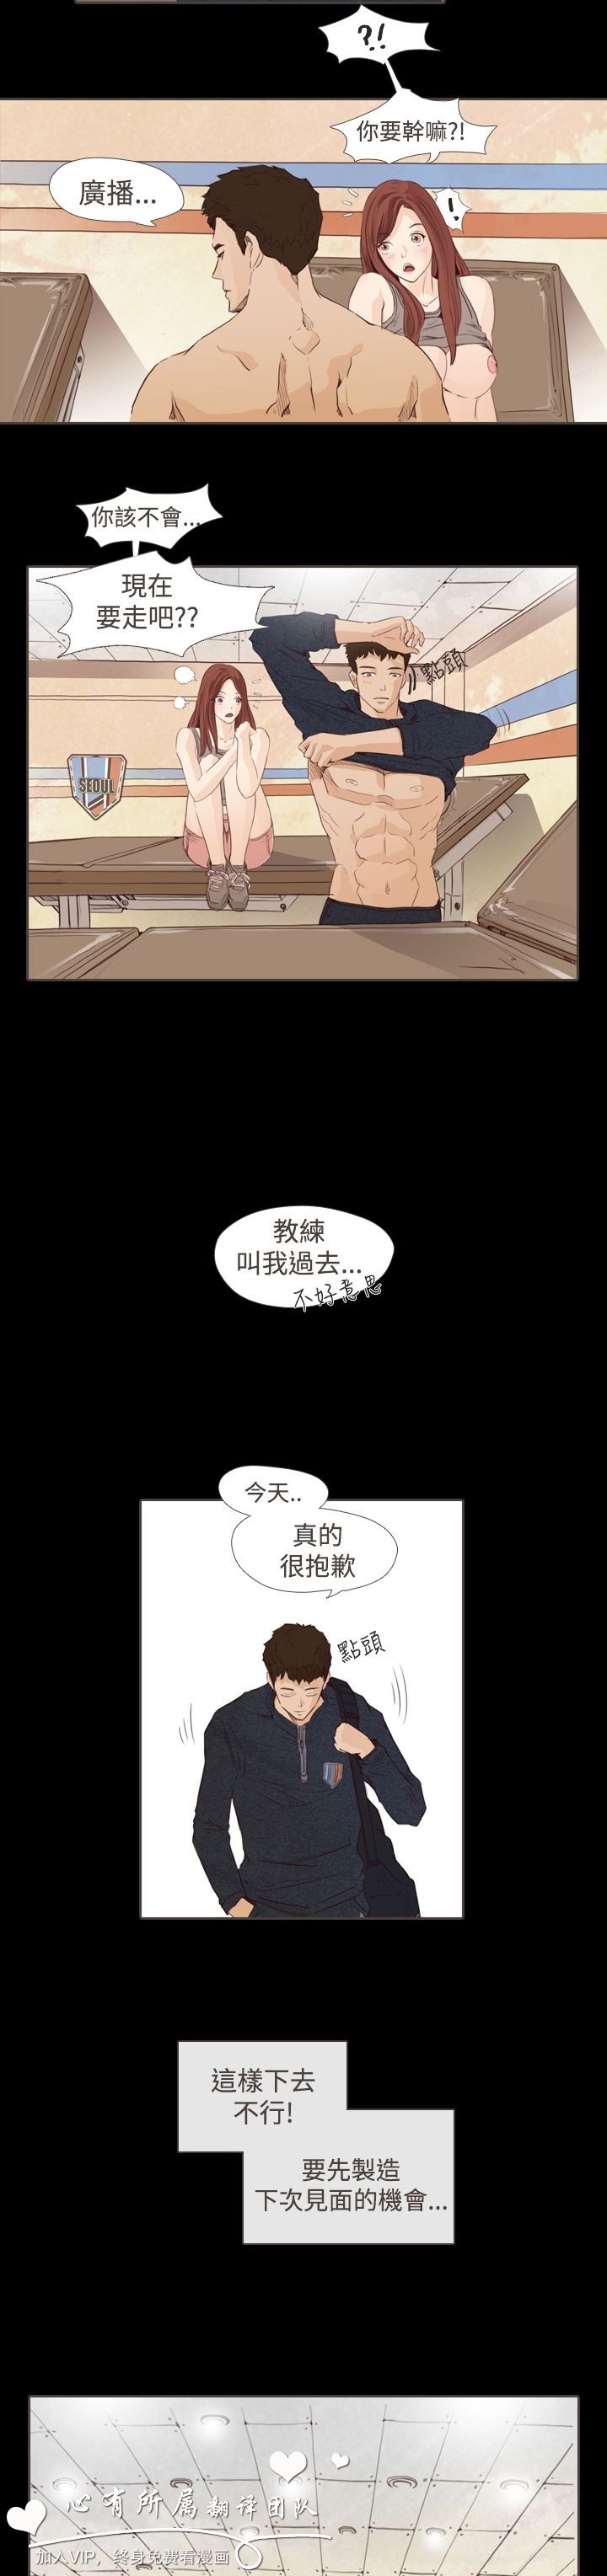 ?!
你要幹嘛?!
廣播...
!
你該不會...
現在
要走吧??
點頭
SEOUL
教練
叫我過去...
不好意思
今天..
真的
很抱歉
點頭
這樣下去
不行!
要先製造
下次見面的機會...
心有所属翻译团队
加入VIP，终身免费看漫画